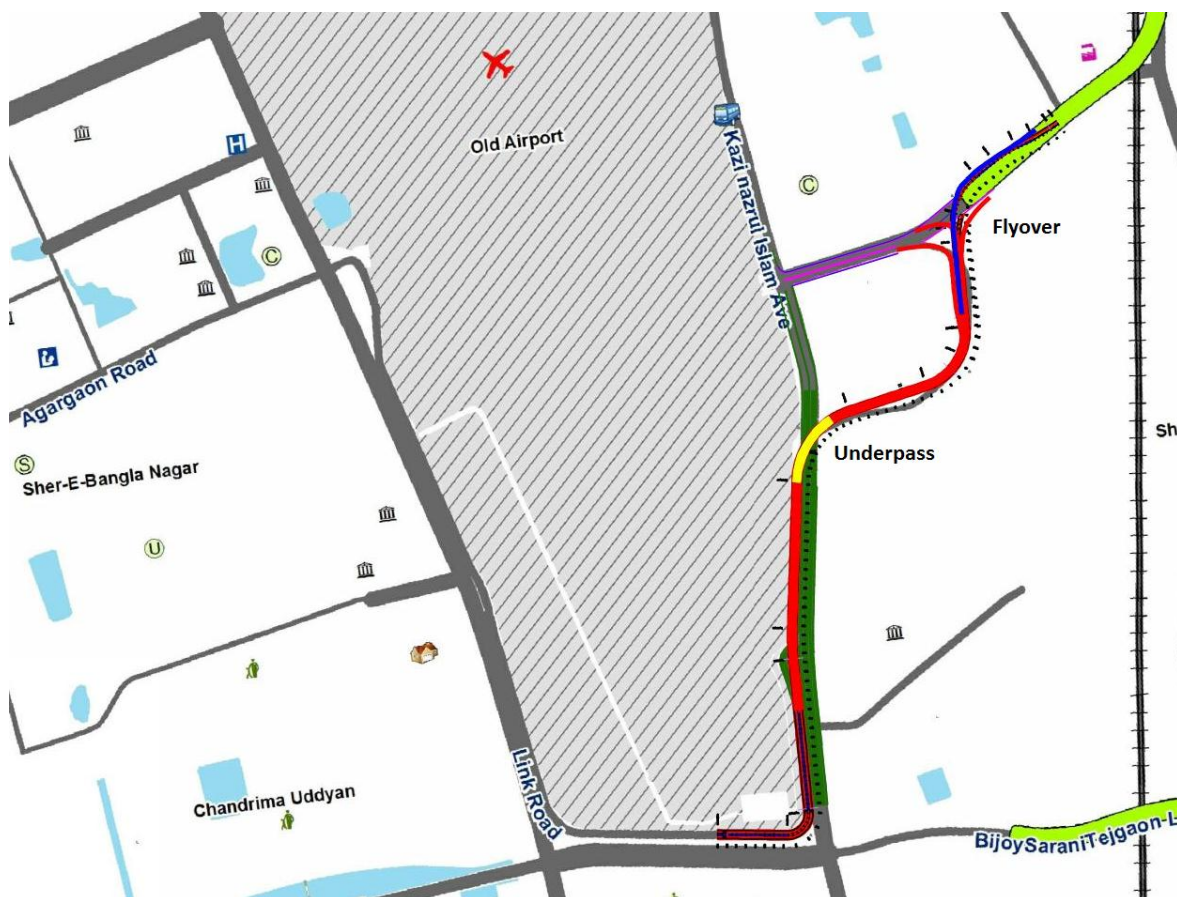 H
Old Airport
Kazi nazrul Islam Ave
C
Flyover
C
Agargaon Road
Underpass
Sh
S
Sher-E-Bangla Nagar
U
Link Road
Chandrima Uddyan
BijoySaraniTejgaon-L